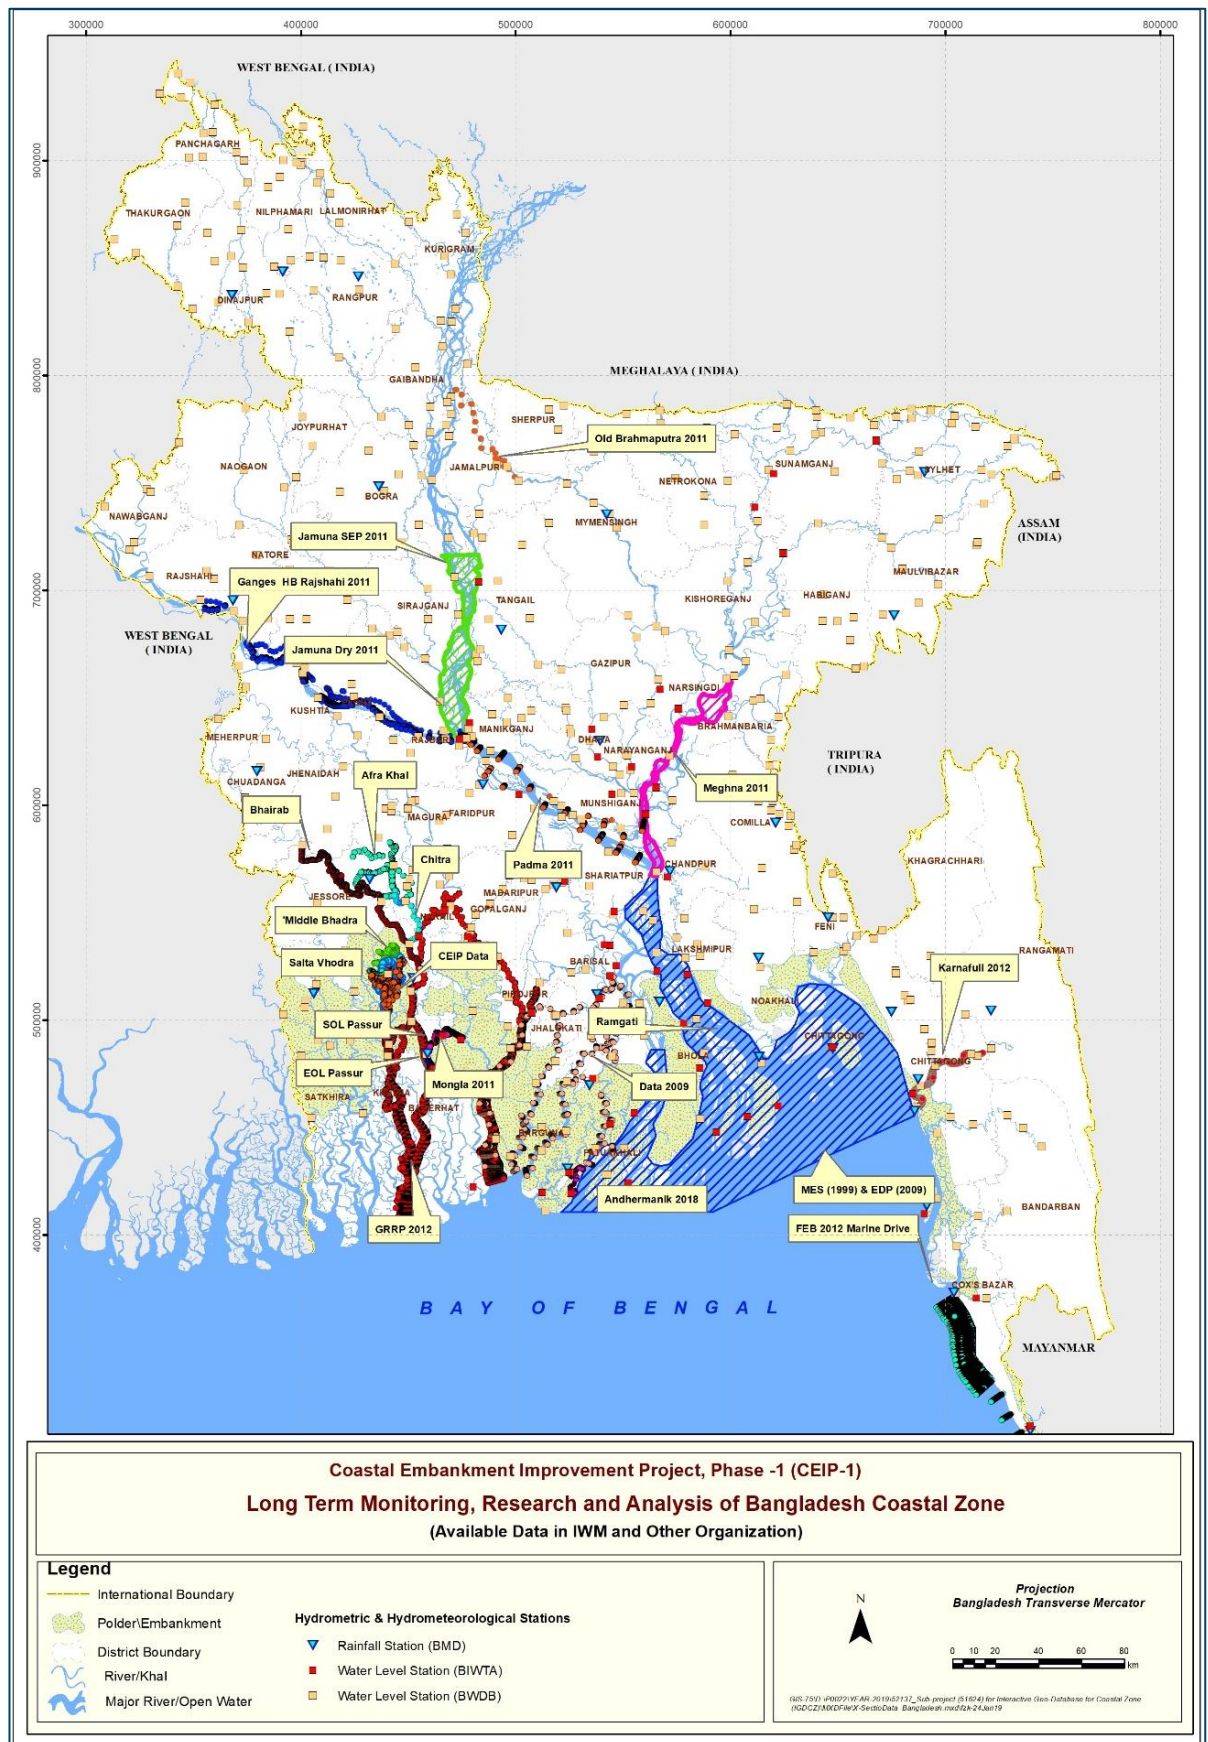 300000
400000
500000
600000
700000
800000
WEST BENGAL ( INDIA)
PANCHAGARH
900000
THAKURGAON
NILPHAMARI
LALMONIRHAT
KURIGRAM
DINAJPUR
RANGPUR
800000
GAIBANDHA
MEGHALAYA ( INDIA)
SHERPUR
JOYPURHAT
Old Brahmaputra 2011
NAOGAON
JAMALPUR
SUNAMGANJ
SYLHET
BOGRA
NETROKONA
NAWABGANJ
MYMENSINGH
ASSAM
(INDIA)
Jamuna SEP 2011
NATORE
RAJSHAHI
MAULVIBAZAR
Ganges HB Rajshahi 2011
700000
SIRAJGANJ
TANGAIL
KISHOREGANJ
HABIGANJ
WEST BENGAL
( INDIA)
Jamuna Dry 2011
GAZIPUR
NARSINGDI
KUSHTIA
MEHERPUR
RAJBARI
MANIKGANJ
DHAKA
NARAYANGANJ
BRAHMANBARIA
TRIPURA
( INDIA)
CHUADANGA
JHENAIDAH
Afra Khal
Meghna 2011
Bhairab
600000
MAGURA
FARIDPUR
MUNSHIGANJ
COMILLA
Chitra
Padma 2011
CHANDPUR
KHAGRACHHARI
SHARIATPUR
JESSORE
MADARIPUR
NARAIL
GOPALGANJ
'Middle Bhadra
FENI
Salta Vhodra
CEIP Data
LAKSHMIPUR
RANGAMATI
BARISAL
Karnafuli 2012
PIROJPUR
NOAKHALI
500000
SOL Passur
JHALOKATI
Ramgati
CHITTAGONG
BHOLA
CHITTAGONG
EOL Passur
Mongla 2011
Data 2009
SATKHIRA
KHULNA
BAGERHAT
BARGUNA
PATUAKHALI
MES (1999) & EDP (2009)
Andhermanik 2018
BANDARBAN
GRRP 2012
FEB 2012 Marine Drive
400000
COX'S BAZAR
BAY OF BENGAL
MAYANMAR
Coastal Embankment Improvement Project, Phase -1 (CEIP-1)
Long Term Monitoring, Research and Analysis of Bangladesh Coastal Zone
(Available Data in IWM and Other Organization)
Legend
International Boundary
Polder\Embankment
District Boundary
River/Khal
Major River/Open Water
Hydrometric & Hydrometeorological Stations
Rainfall Station (BMD)
Water Level Station (BIWTA)
Water Level Station (BWDB)
N
Projection
Bangladesh Transverse Mercator
0 10 20 40 60 80
km